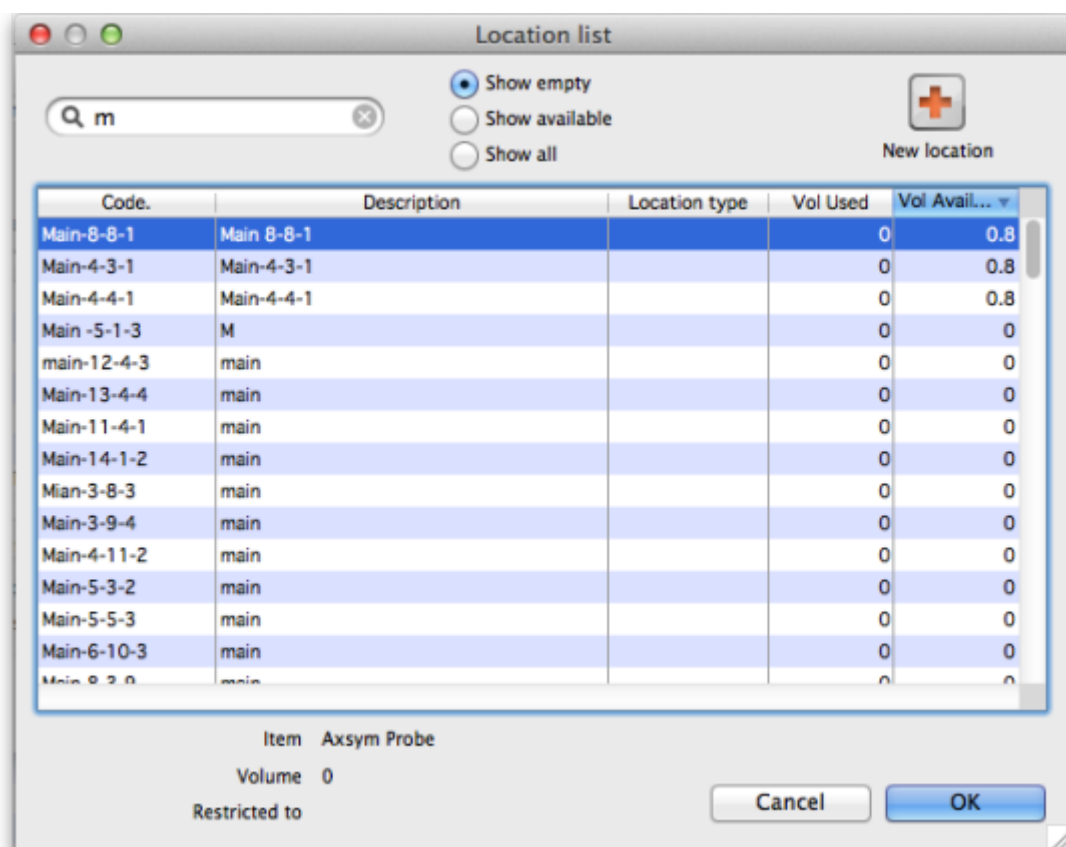 Location list
m
Show empty
Show available
Show all
New location
Code. Description Location type Vol Used Vol Avail...
Main-8-8-1 Main 8-8-1 0 0.8
Main-4-3-1 Main-4-3-1 0 0.8
Main-4-4-1 Main-4-4-1 0 0.8
Main -5-1-3 M 0 0
main-12-4-3 main 0 0
Main-13-4-4 main 0 0
Main-11-4-1 main 0 0
Main-14-1-2 main 0 0
Mian-3-8-3 main 0 0
Main-3-9-4 main 0 0
Main-4-11-2 main 0 0
Main-5-3-2 main 0 0
Main-5-5-3 main 0 0
Main-6-10-3 main 0 0
main 0 0
Item Axsym Probe
Volume 0
Restricted to
Cancel OK